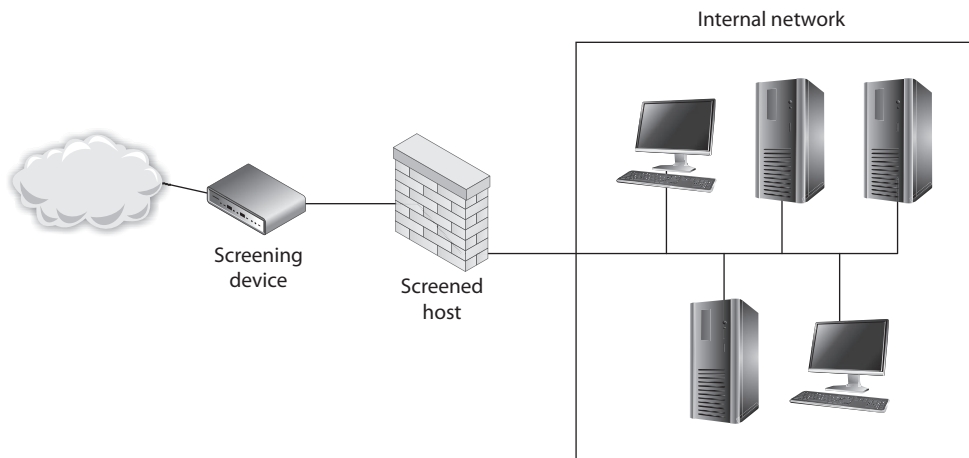 Internal network
Screening
device
Screened
host